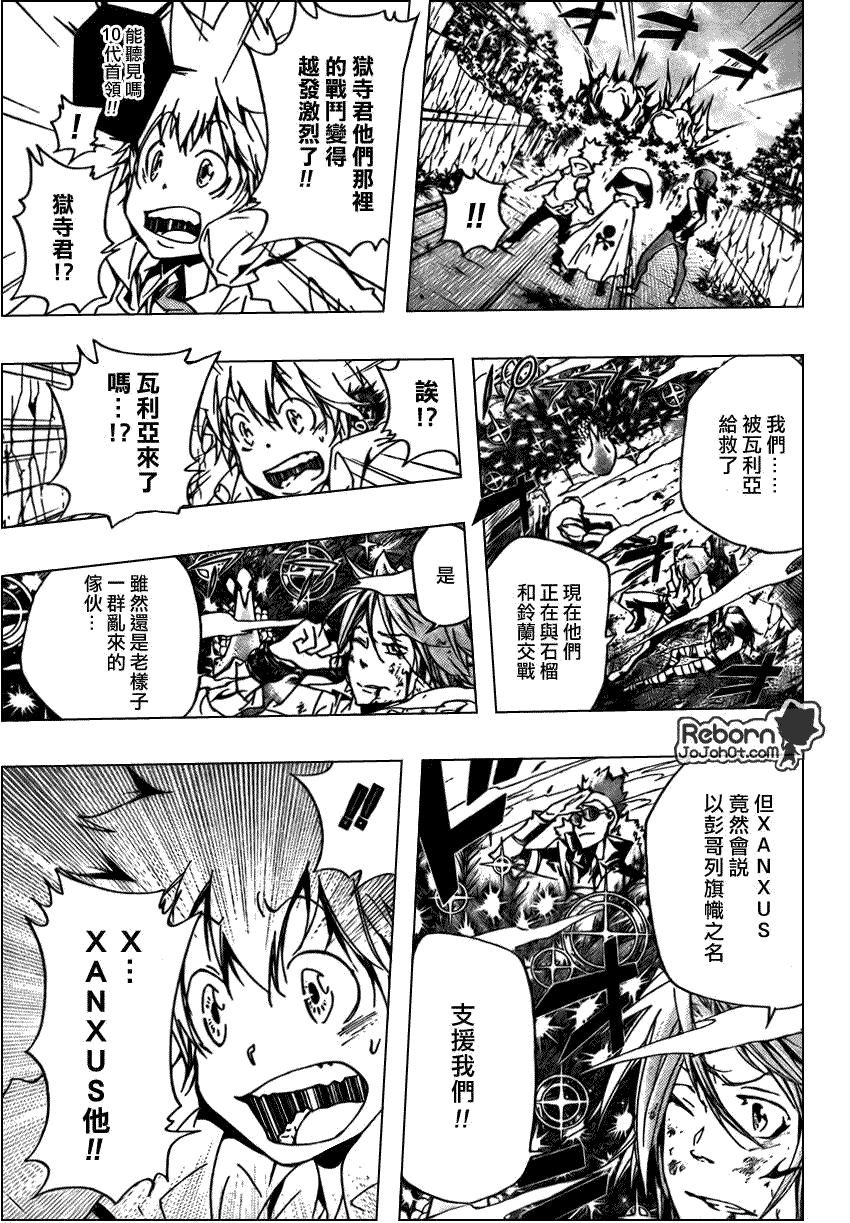 !!
獄寺君他們那裡
的戰鬥變得
越發激烈了!!
能聽見嗎
10代首領!!
!
獄寺君!?
我們……
被瓦利亞
給救了
現在他們
正在與石榴
和鈴蘭交戰
誒!?
瓦利亞來了
嗎…!?
是
雖然還是老樣子
一群亂來的
傢伙…
Reborn
JoJoHot.com
但XANXUS
竟然會說
以彭哥列旗幟之名
支援我們!!
!!
X…
XANXUS他!!